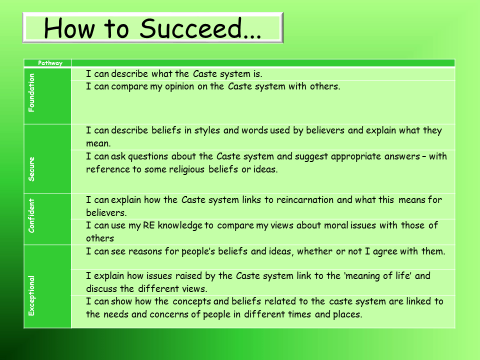 How to Succeed...
Pathway
Foundation
I can describe what the Caste system is.
I can compare my opinion on the Caste system with others.
Secure
I can describe beliefs in styles and words used by believers and explain what they
mean.
I can ask questions about the Caste system and suggest appropriate answers – with
reference to some religious beliefs or ideas.
Confident
I can explain how the Caste system links to reincarnation and what this means for
believers.
I can use my RE knowledge to compare my views about moral issues with those of
others
Exceptional
I can see reasons for people's beliefs and ideas, whether or not I agree with them.
I explain how issues raised by the Caste system link to the 'meaning of life' and
discuss the different views.
I can show how the concepts and beliefs related to the caste system are linked to
the needs and concerns of people in different times and places.